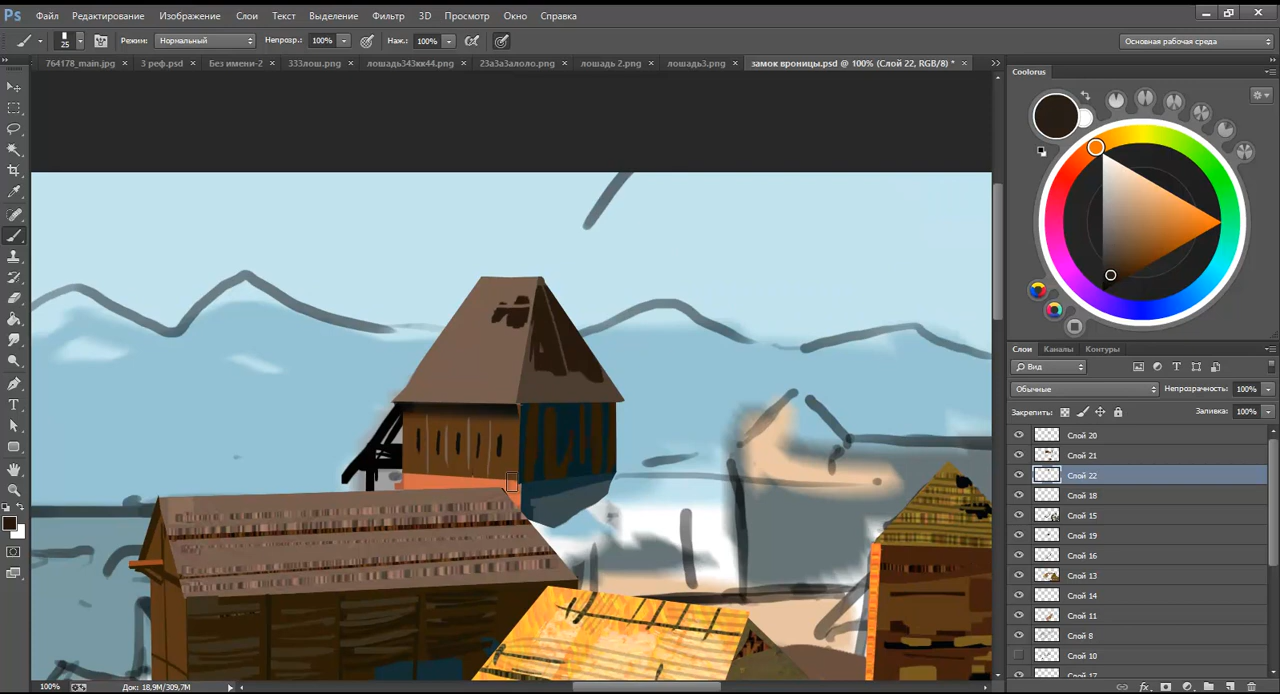 Ps Файл Редактирование Изображение Слои Текст Выделение Фильтр 3D Просмотр Окно Справка
25 Режим: Нормальный Непрозр.: 100% Наж.: 100% Основная рабочая среда
764178_main.jpg × 3 реф.psd × Без имени-2 × 333лош.png × лошадь343кк44.png × 23а3а3алоло.png × лошадь 2.png × лошадь3.png × замок вроницы.psd @ 100% (Слой 22, RGB/8) * ×
Coolorus
Слои Каналы Контуры
Вид
Обычные Непрозрачность: 100%
Закрепить: Заливка: 100%
Слой 20
Слой 21
Слой 22
Слой 18
Слой 15
Слой 19
Слой 16
Слой 13
Слой 14
Слой 11
Слой 8
Слой 10
Слой 17
100% Док: 18,9M/309,7M